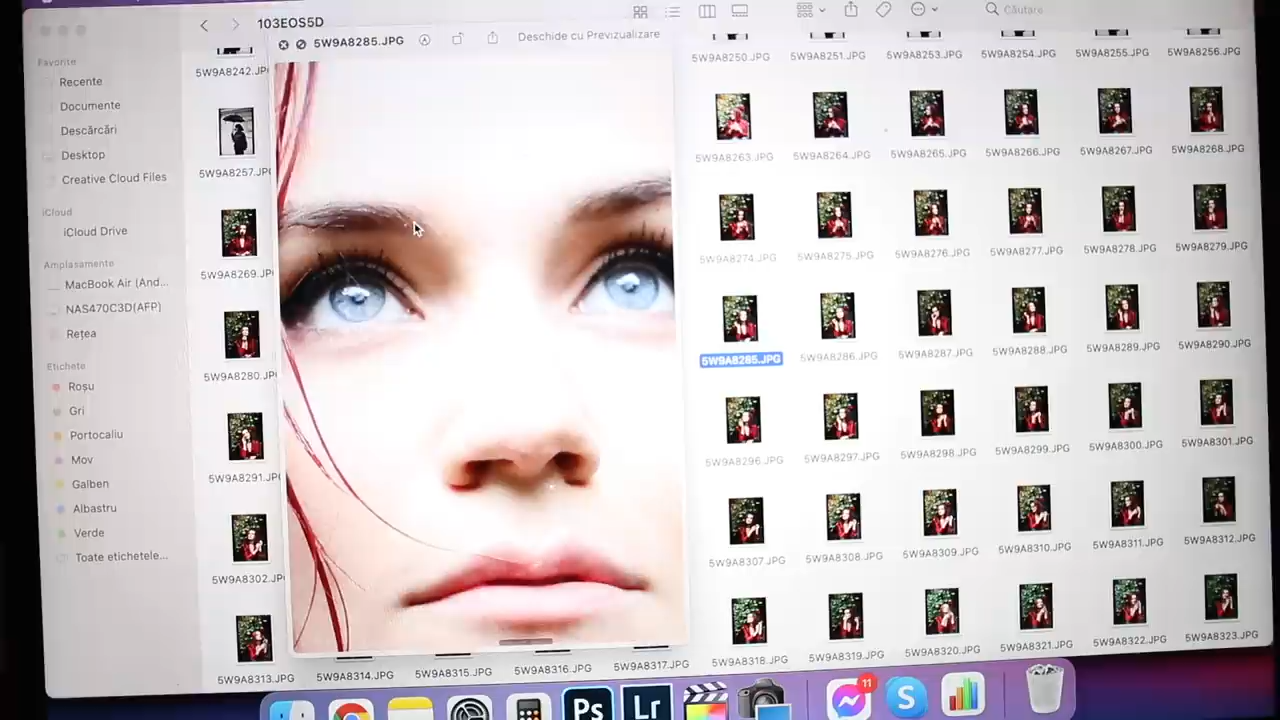 103EOS5D
Căutare
5W9A8285.JPG
Deschide cu Previzualizare
Favorite
Recente
Documente
Descărcări
Desktop
Creative Cloud Files
iCloud
iCloud Drive
Amplasamente
MacBook Air (And...
NAS470C3D(AFP)
Rețea
Etichete
Roșu
Gri
Portocaliu
Mov
Galben
Albastru
Verde
Toate etichetele...
5W9A8242.JP
5W9A8250.JPG 5W9A8251.JPG 5W9A8253.JPG 5W9A8254.JPG 5W9A8255.JPG 5W9A8256.JPG
5W9A8257.JP
5W9A8263.JPG 5W9A8264.JPG 5W9A8265.JPG 5W9A8266.JPG 5W9A8267.JPG 5W9A8268.JPG
5W9A8269.JP
5W9A8274.JPG 5W9A8275.JPG 5W9A8276.JPG 5W9A8277.JPG 5W9A8278.JPG 5W9A8279.JPG
5W9A8280.JP
5W9A8285.JPG 5W9A8286.JPG 5W9A8287.JPG 5W9A8288.JPG 5W9A8289.JPG 5W9A8290.JPG
5W9A8291.JP
5W9A8296.JPG 5W9A8297.JPG 5W9A8298.JPG 5W9A8299.JPG 5W9A8300.JPG 5W9A8301.JPG
5W9A8302.JP
5W9A8307.JPG 5W9A8308.JPG 5W9A8309.JPG 5W9A8310.JPG 5W9A8311.JPG 5W9A8312.JPG
5W9A8313.JPG 5W9A8314.JPG 5W9A8315.JPG 5W9A8316.JPG 5W9A8317.JPG 5W9A8318.JPG 5W9A8319.JPG 5W9A8320.JPG 5W9A8321.JPG 5W9A8322.JPG 5W9A8323.JPG
Ps
Lr
11
S